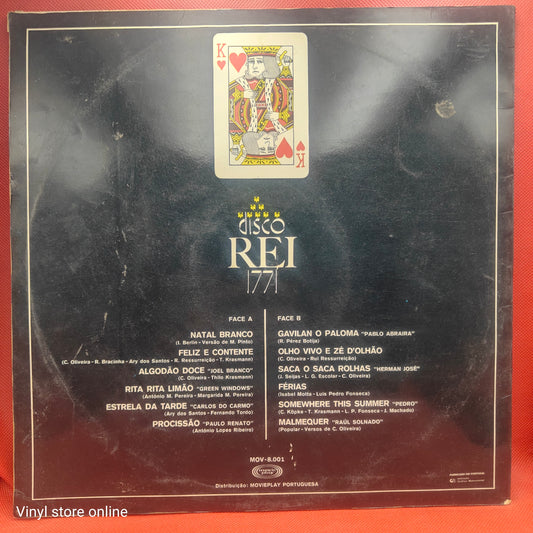 K
K
disco
REI
77
FACE A
NATAL BRANCO
(I. Berlin - Versão de M. Pinto)
FELIZ E CONTENTE
(C. Oliveira - R. Bracinha - Ary dos Santos - R. Ressurreição - T. Krasmann)
ALGODÃO DOCE "JOEL BRANCO"
(C. Oliveira - Thilo Krasmann)
RITA RITA LIMÃO "GREEN WINDOWS"
(António M. Pereira - Margarida M. Pereira)
ESTRELA DA TARDE "CARLOS DO CARMO"
(Ary dos Santos - Fernando Tordo)
PROCISSÃO "PAULO RENATO"
(António Lopes Ribeiro)
FACE B
GAVILAN O PALOMA "PABLO ABRAIRA"
(R. Pérez Botija)
OLHO VIVO E ZÉ D'OLHÃO
(C. Oliveira - Rui Ressurreição)
SACA O SACA ROLHAS "HERMAN JOSÉ"
(J. Seijas - L. G. Escolar - C. Oliveira)
FÉRIAS
(Isabel Motta - Luis Pedro Fonseca)
SOMEWHERE THIS SUMMER "PEDRO"
(C. Köpke - T. Krasmann - L. P. Fonseca - J. Machado)
MALMEQUER "RAÚL SOLNADO"
(Popular - Versos de C. Oliveira)
MOV - 8.001
Distribuição: MOVIEPLAY PORTUGUESA
Vinyl store online